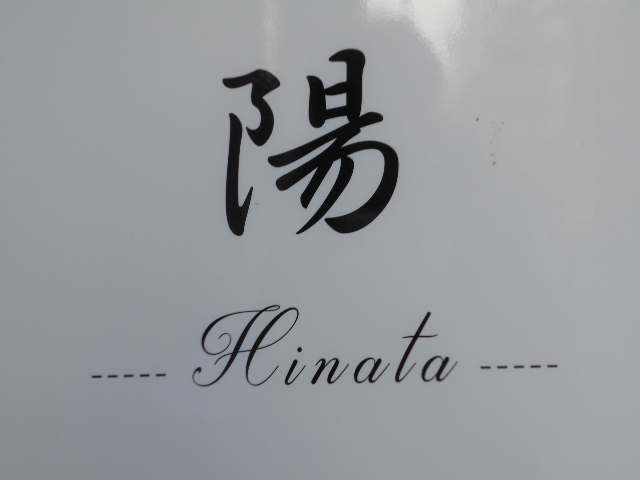 陽
----- Hinata -----